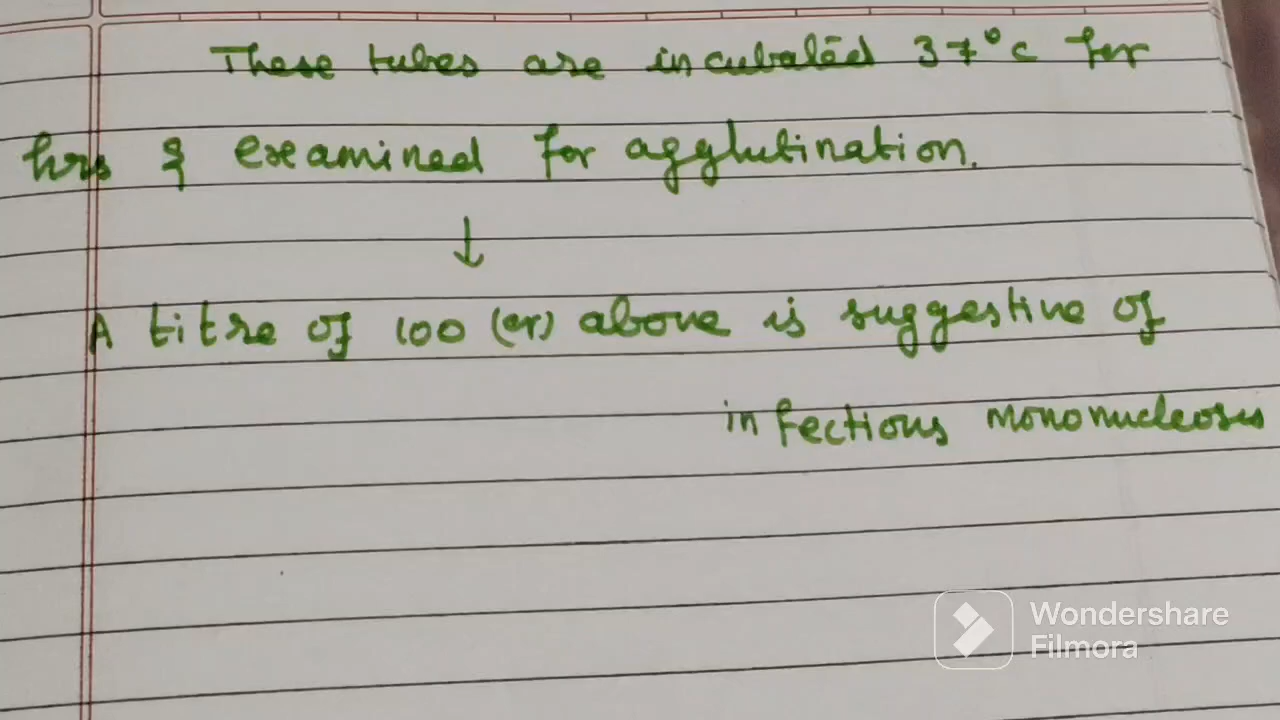 These tubes are incubated 37°c for
hrs & examined for agglutination.
↓
A titre of 100 (or) above is suggestive of
infectious mononucleosis
Wondershare
Filmora